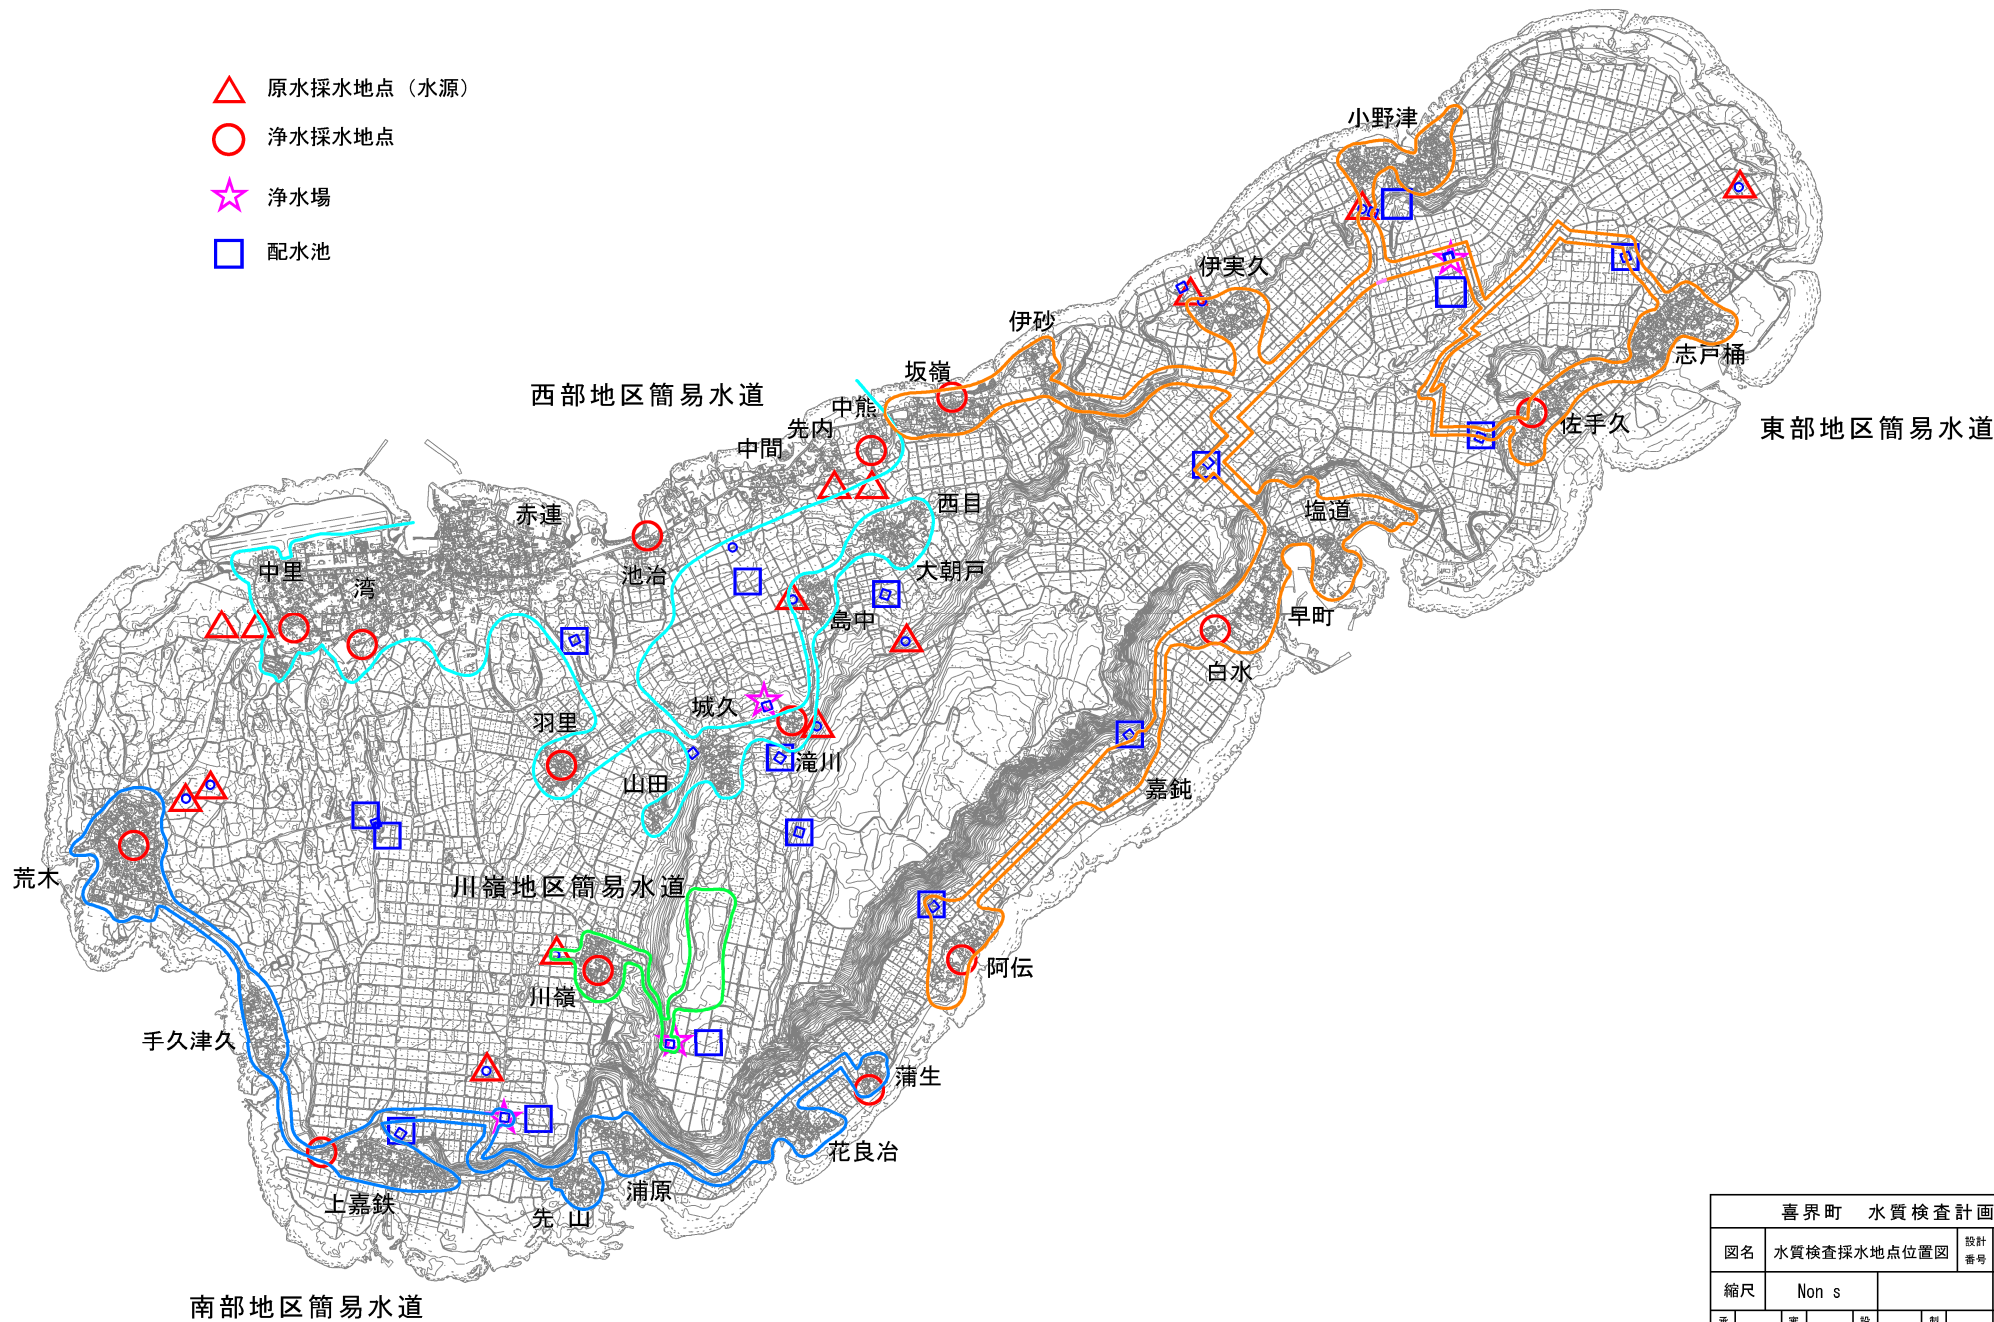 原水採水地点（水源）
浄水採水地点
浄水場
配水池
小野津
伊実久
伊砂
坂嶺
志戸桶
西部地区簡易水道
中熊
先内
中間
佐手久
東部地区簡易水道
西目
赤連
塩道
中里
湾
池治
大朝戸
島中
早町
白水
城久
羽里
滝川
山田
嘉鈍
荒木
川嶺地区簡易水道
阿伝
川嶺
手久津久
蒲生
花良治
浦原
上嘉鉄
先 山
南部地区簡易水道
喜界町 水質検査計画
図名 水質検査採水地点位置図 設計番号
縮尺 Non s